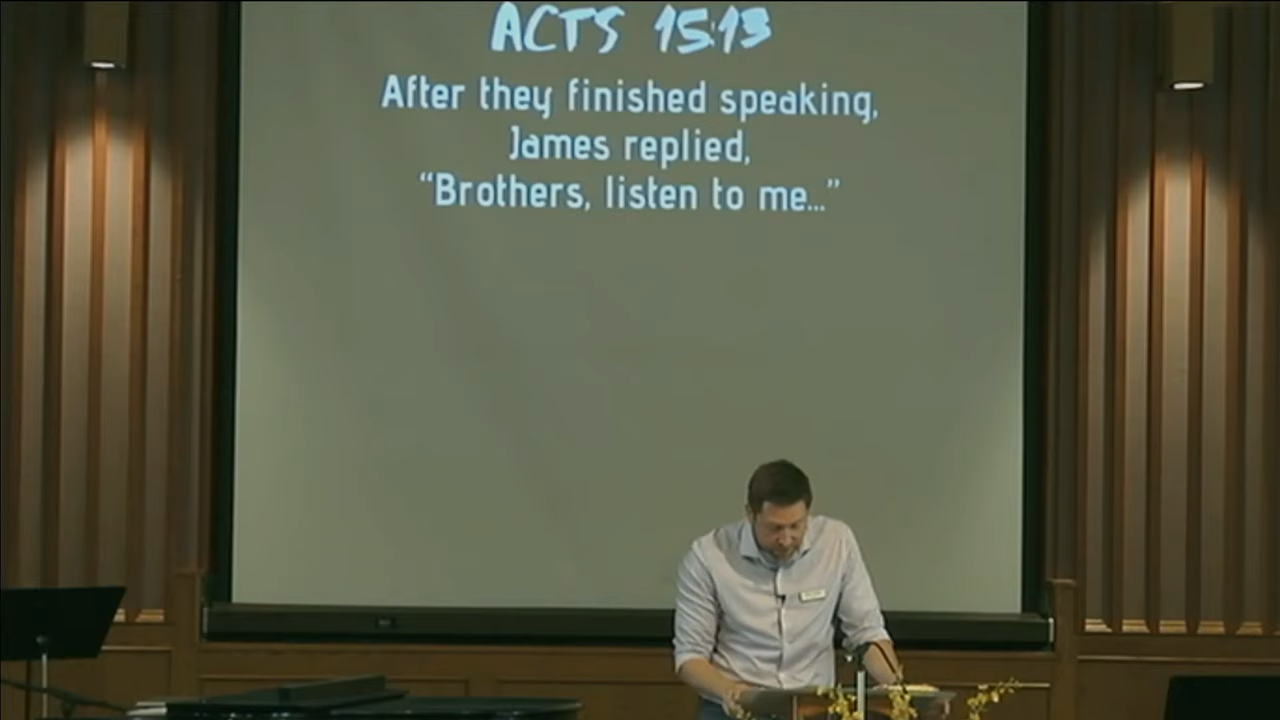 ACTS 15:13
After they finished speaking,
James replied,
“Brothers, listen to me...”